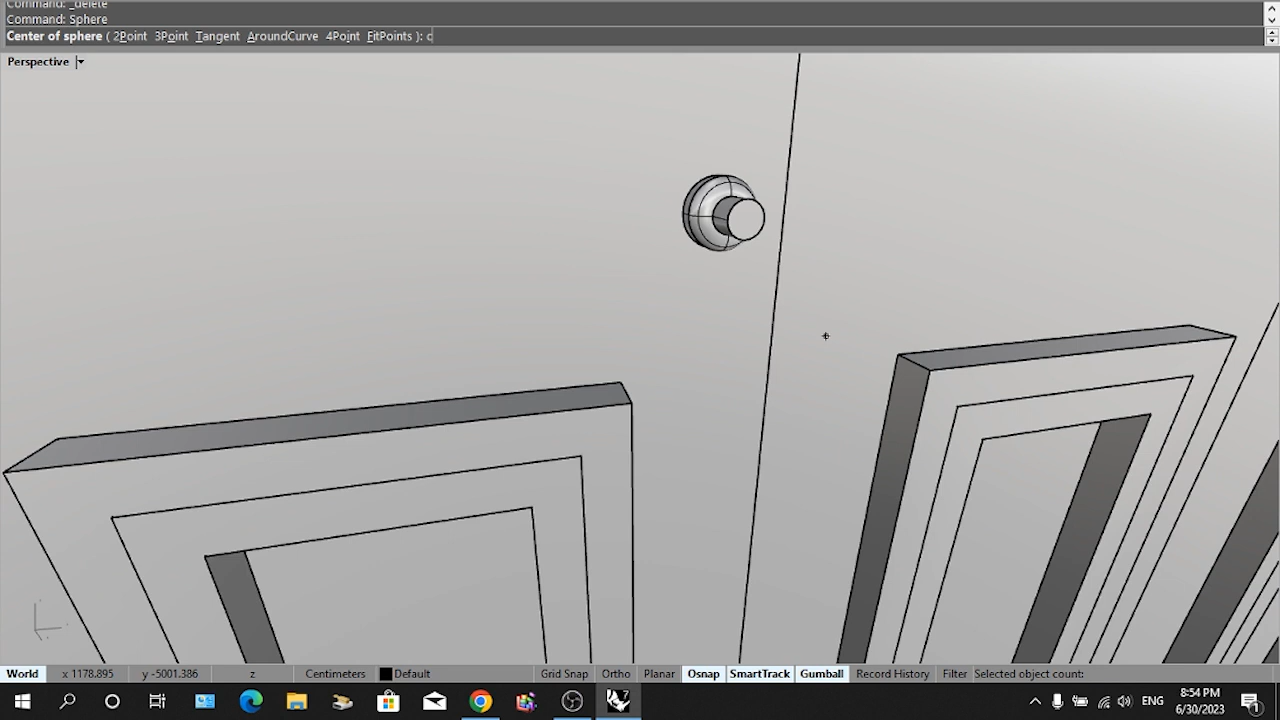 Command: _delete
Command: Sphere
Center of sphere ( 2Point 3Point Tangent AroundCurve 4Point FitPoints ): c
Perspective
World x 1178.895 y -5001.386 z Centimeters Default Grid Snap Ortho Planar Osnap SmartTrack Gumball Record History Filter Selected object count:
ENG
8:54 PM
6/30/2023